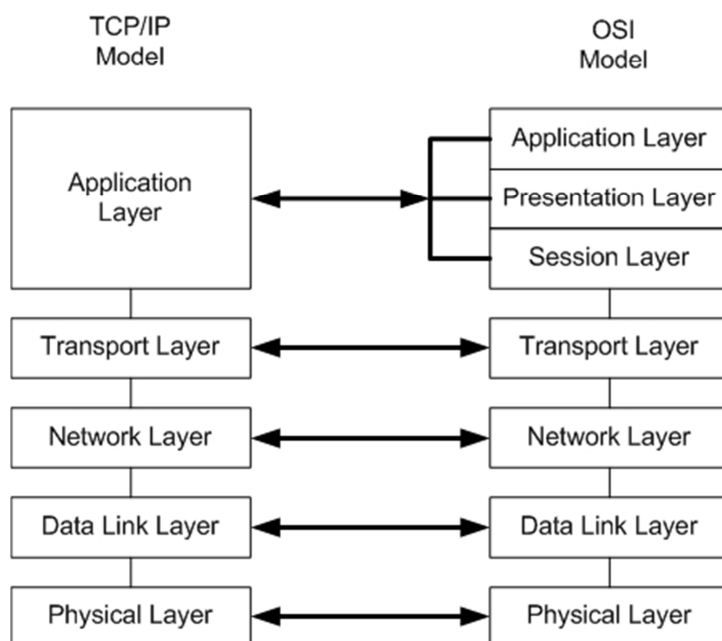 TCP/IP
Model
OSI
Model
Application
Layer
Application Layer
Presentation Layer
Session Layer
Transport Layer
Transport Layer
Network Layer
Network Layer
Data Link Layer
Data Link Layer
Physical Layer
Physical Layer